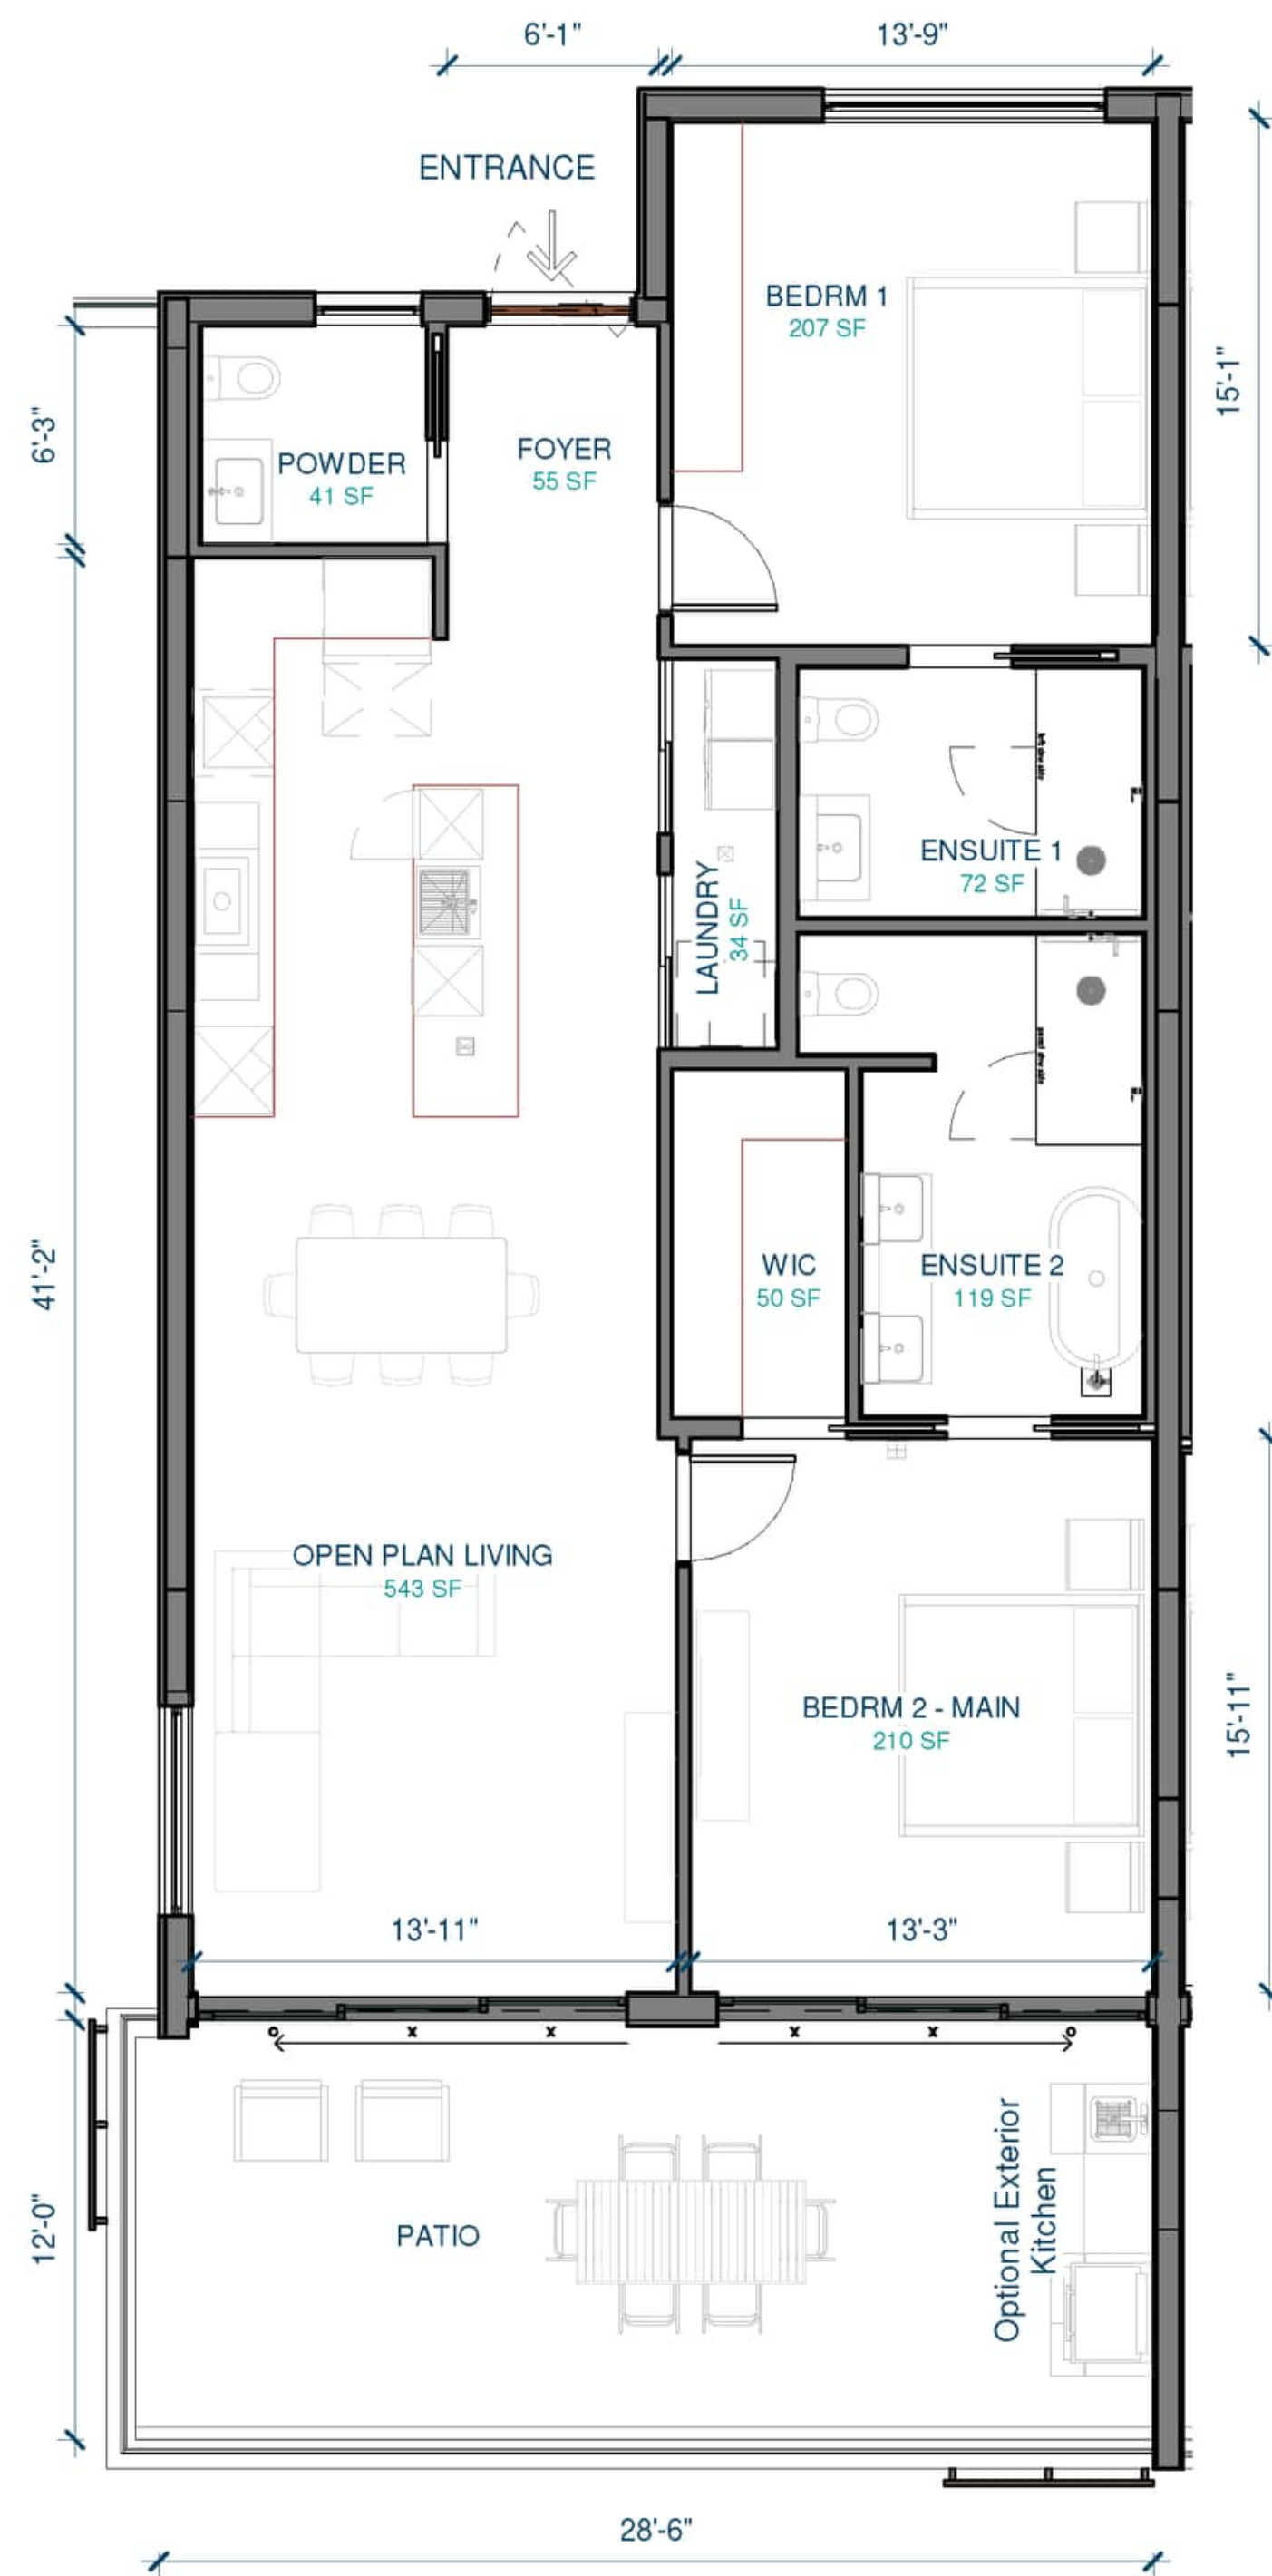 6'-1"
13'-9"
ENTRANCE
BEDRM 1
207 SF
15'-1"
6'-3"
POWDER
41 SF
FOYER
55 SF
ENSUITE 1
72 SF
LAUNDRY
34 SF
41'-2"
WIC
50 SF
ENSUITE 2
119 SF
OPEN PLAN LIVING
543 SF
BEDRM 2 - MAIN
210 SF
15'-11"
13'-11"
13'-3"
o x x x x o
12'-0"
PATIO
Optional Exterior
Kitchen
28'-6"